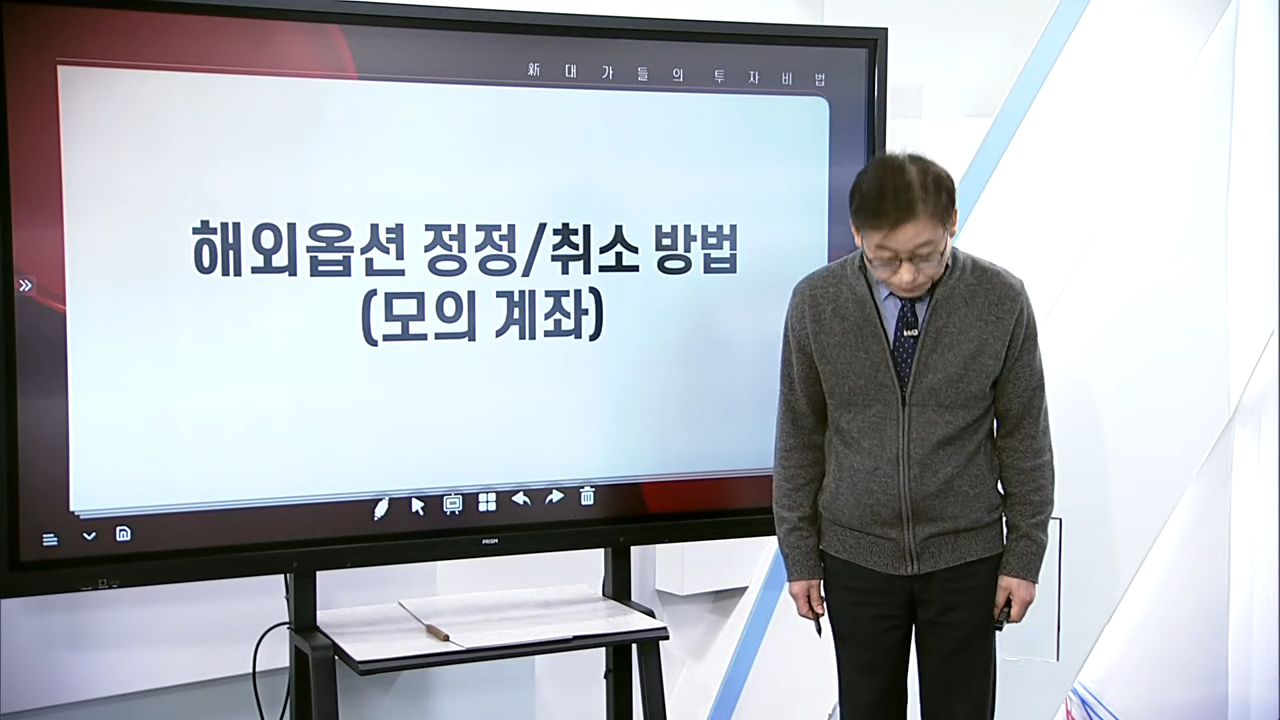 新 대 가 들 의 투 자 비 법
해외옵션 정정/취소 방법
(모의 계좌)
PRISM